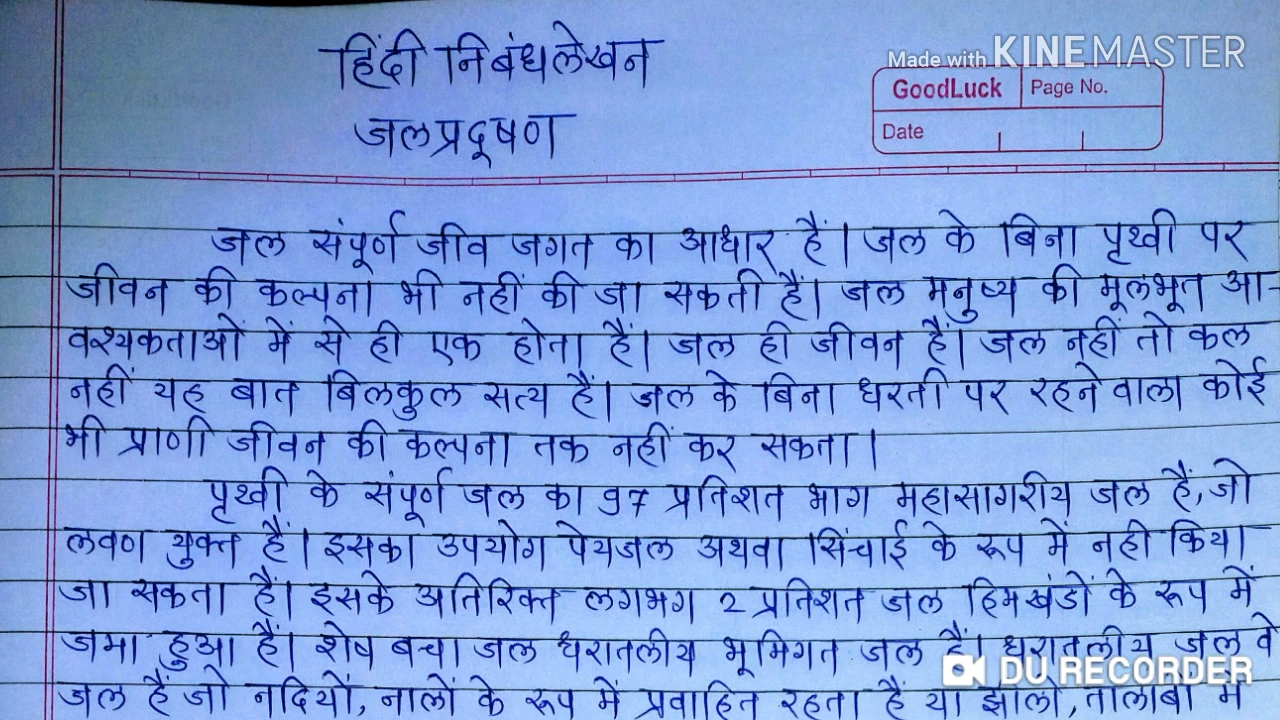 हिंदी निबंधलेखन
Made with KINEMASTER
GoodLuck Page No.
जलप्रदूषण
Date
जल संपूर्ण जीव जगत का आधार हैं। जल के बिना पृथ्वी पर
जीवन की कल्पना भी नहीं की जा सकती हैं। जल मनुष्य की मूलभूत आ-
वश्यकताओं में से ही एक होता हैं। जल ही जीवन हैं। जल नहीं तो कल
नहीं यह बात बिलकुल सत्य हैं। जल के बिना धरती पर रहने वाला कोई
भी प्राणी जीवन की कल्पना तक नहीं कर सकता।
पृथ्वी के संपूर्ण जल का 97 प्रतिशत भाग महासागरीय जल हैं, जो
लवण युक्त हैं। इसका उपयोग पेयजल अथवा सिंचाई के रूप में नही किया
जा सकता हैं। इसके अतिरिक्त लगभग 2 प्रतिशत जल हिमखंडों के रूप में
जमा हुआ हैं। शेष बचा जल धरातलीय भूमिगत जल हैं। धरातलीय जल वे
DU RECORDER
जल हैं जो नदियों, नालों के रूप में प्रवाहित रहता हैं या झीलों, तालाबों में